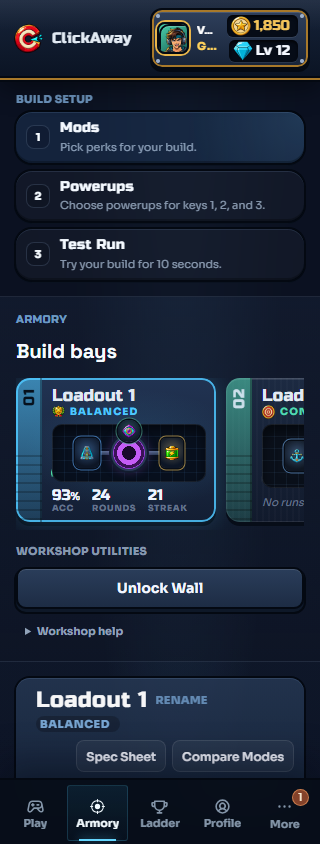 ClickAway
V...
G...
1,850
Lv 12
BUILD SETUP
1
Mods
Pick perks for your build.
2
Powerups
Choose powerups for keys 1, 2, and 3.
3
Test Run
Try your build for 10 seconds.
ARMORY
Build bays
01
Loadout 1
BALANCED
93% 24 21
ACC ROUNDS STREAK
02
Load
CON
No runs
WORKSHOP UTILITIES
Unlock Wall
Workshop help
Loadout 1 RENAME
BALANCED
Spec Sheet
Compare Modes
1
Play Armory Ladder Profile More